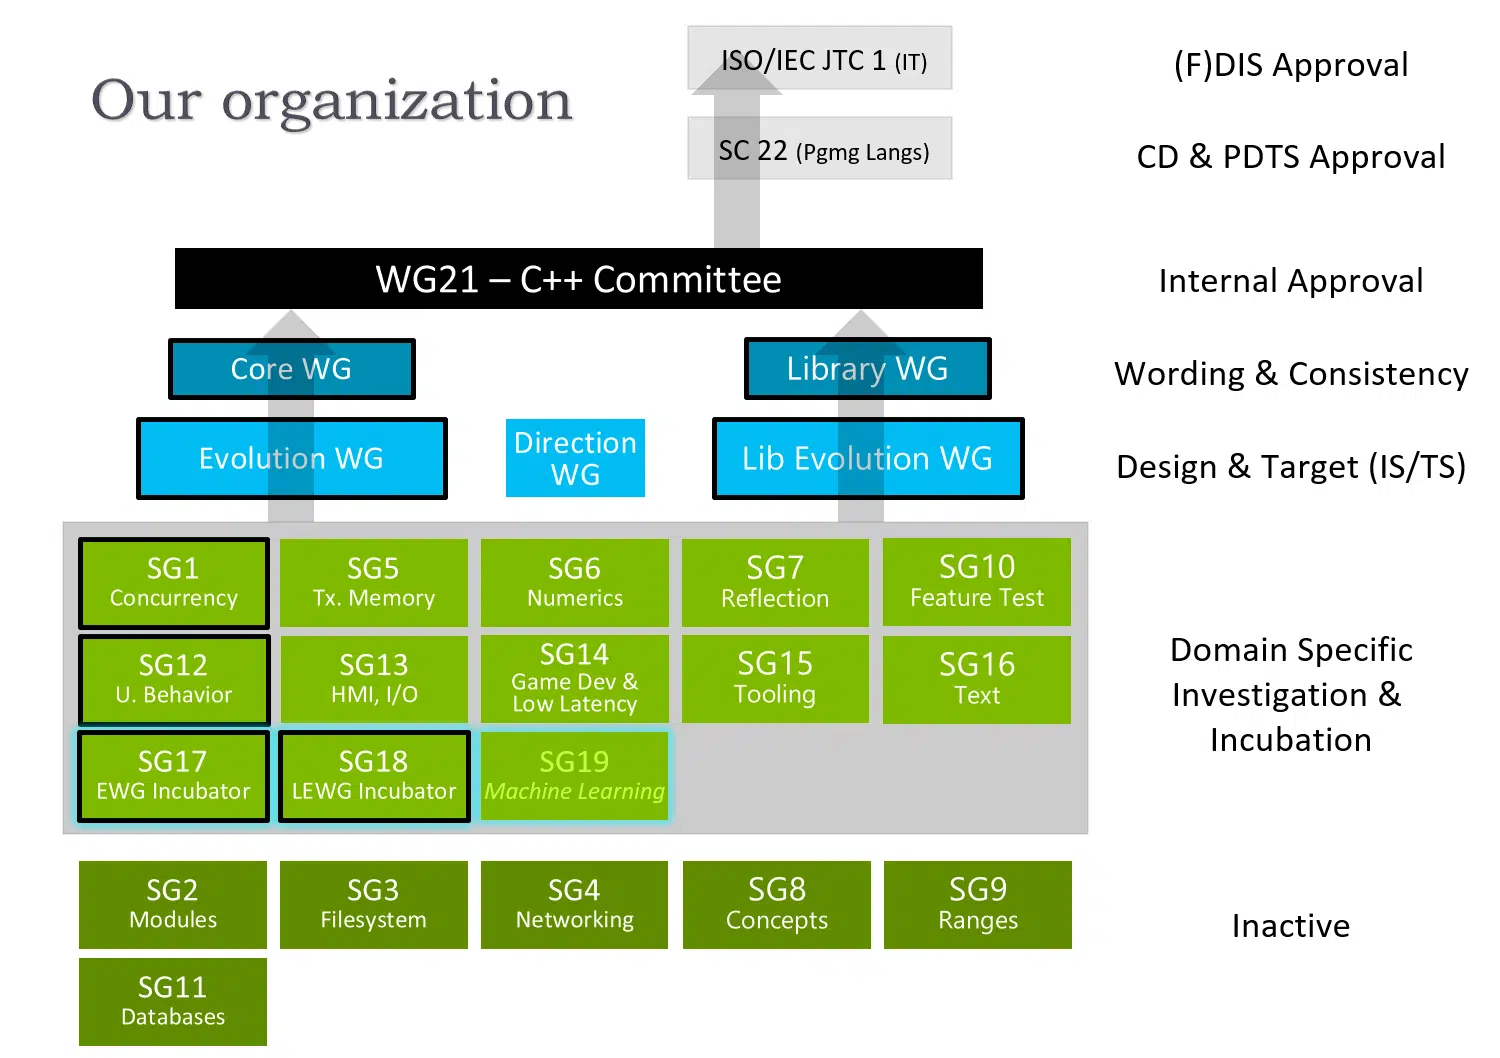 Our organization
ISO/IEC JTC 1 (IT)
(F)DIS Approval
SC 22 (Pgmg Langs)
CD & PDTS Approval
WG21 – C++ Committee
Internal Approval
Core WG
Library WG
Wording & Consistency
Evolution WG
Direction
WG
Lib Evolution WG
Design & Target (IS/TS)
SG1
Concurrency
SG5
Tx. Memory
SG6
Numerics
SG7
Reflection
SG10
Feature Test
SG12
U. Behavior
SG13
HMI, I/O
SG14
Game Dev &
Low Latency
SG15
Tooling
SG16
Text
SG17
EWG Incubator
SG18
LEWG Incubator
SG19
Machine Learning
Domain Specific
Investigation &
Incubation
SG2
Modules
SG3
Filesystem
SG4
Networking
SG8
Concepts
SG9
Ranges
Inactive
SG11
Databases